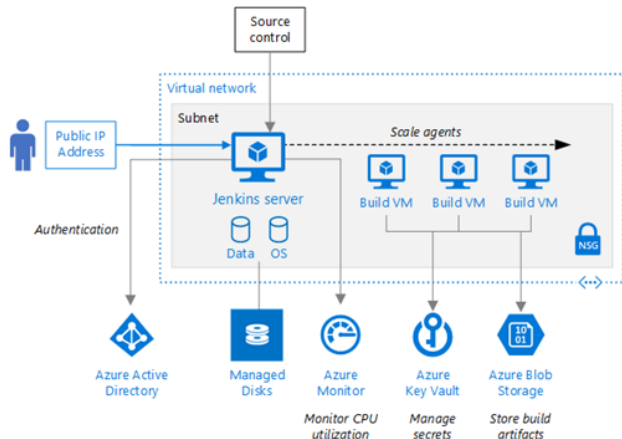 Source
control
Virtual network
Subnet
Public IP
Address
Scale agents
Jenkins server
Build VM
Build VM
Build VM
Data
OS
NSG
Authentication
Azure Active
Directory
Managed
Disks
Azure
Monitor
Azure
Key Vault
10
01
Azure Blob
Storage
Monitor CPU
utilization
Manage
secrets
Store build
artifacts